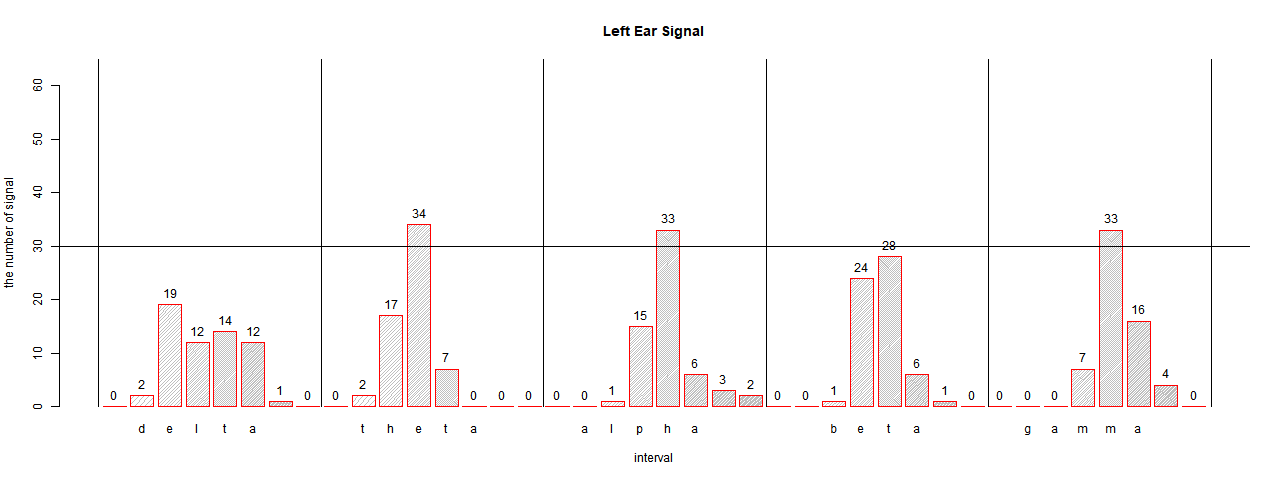 Left Ear Signal
the number of signal
60
50
40
30
20
10
0
0 2 19 12 14 12 1 0
0 2 17 34 7 0 0 0
0 0 1 15 33 6 3 2
0 0 1 24 28 6 1 0
0 0 0 7 33 16 4 0
d e l t a t h e t a a l p h a b e t a g a m m a
interval